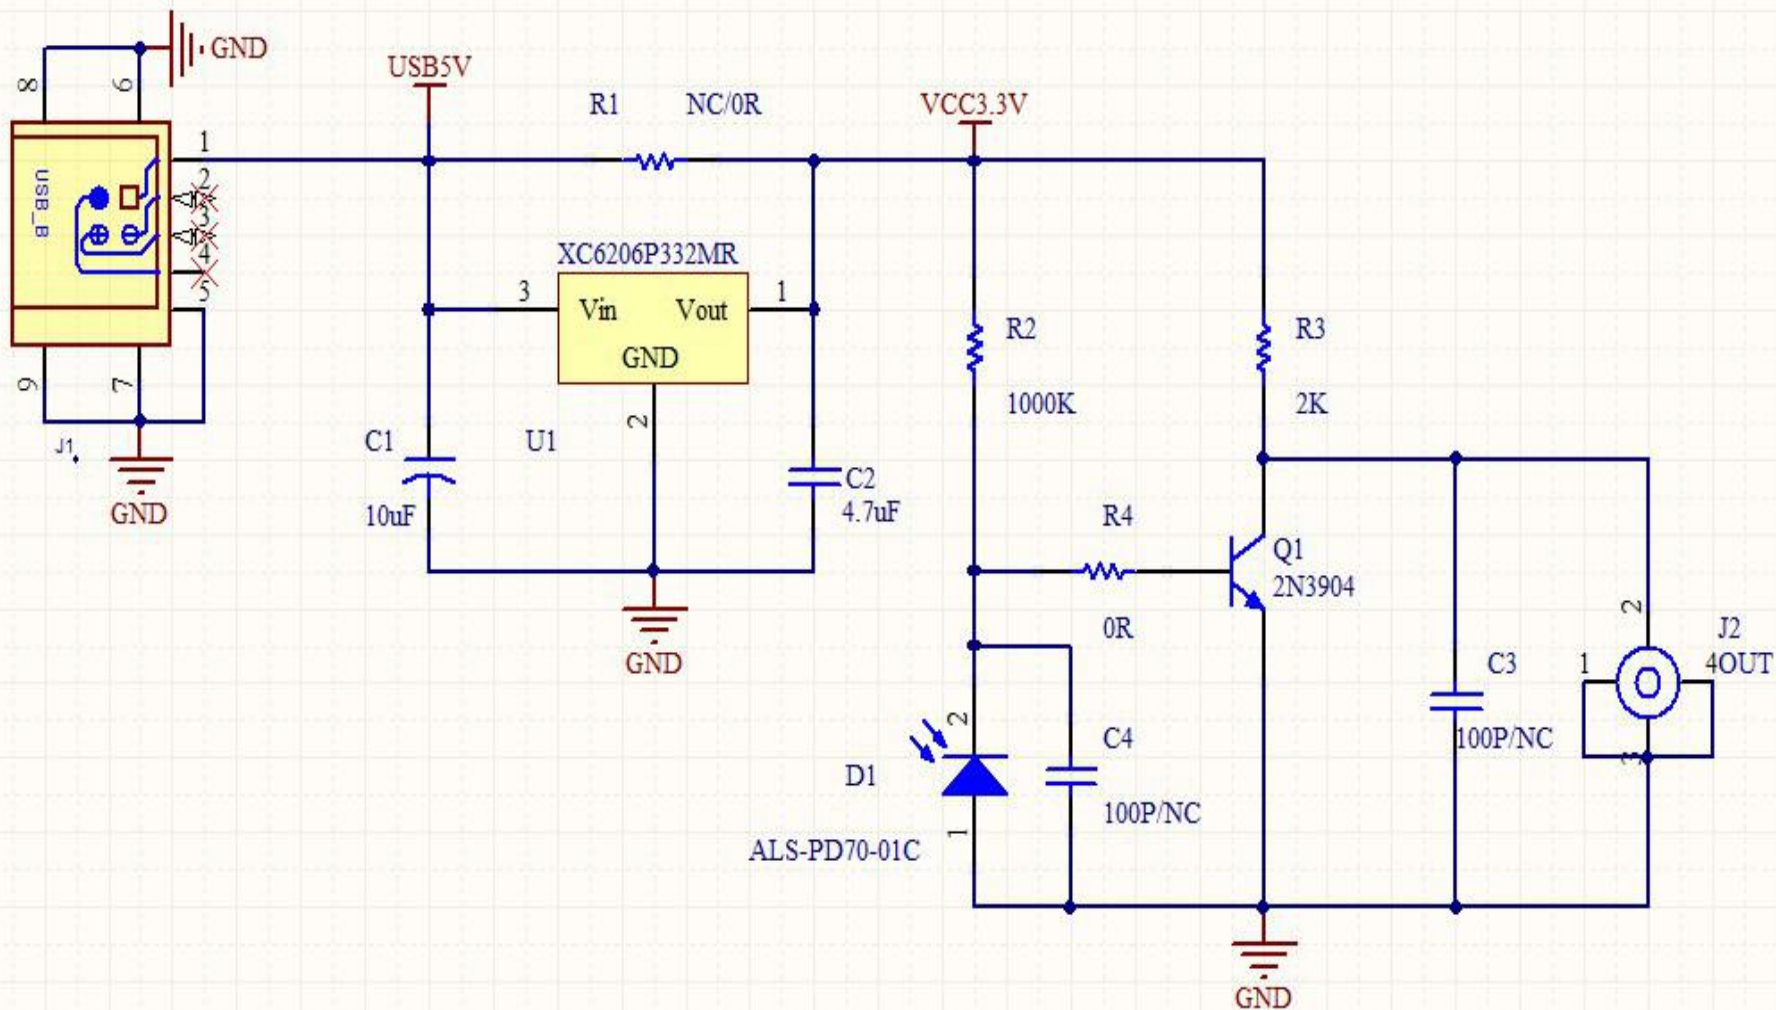 GND
8
6
USB5V
R1
NC/0R
VCC3.3V
1
2
3
4
5
USB_B
XC6206P332MR
3
Vin
Vout
1
GND
2
R2
1000K
R3
2K
9
7
J1
GND
C1
10uF
U1
C2
4.7uF
GND
R4
0R
Q1
2N3904
2
J2
1
4OUT
3
C3
100P/NC
2
D1
1
C4
100P/NC
ALS-PD70-01C
GND